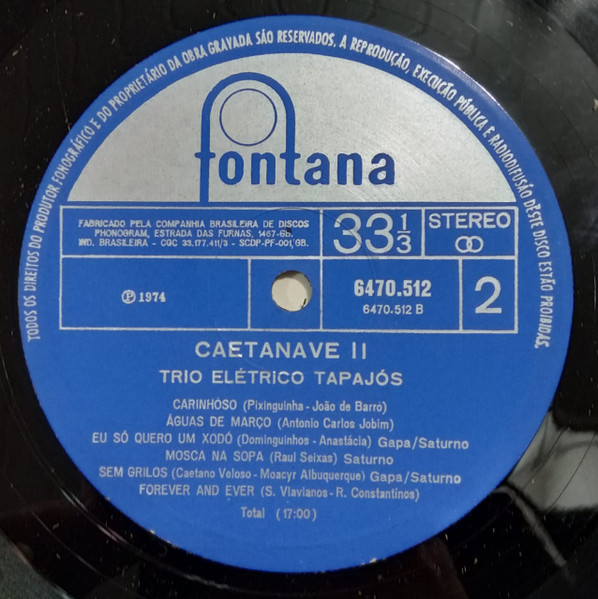 TODOS OS DIREITOS DO PRODUTOR FONOGRÁFICO E DO PROPRIETÁRIO DA OBRA GRAVADA SÃO RESERVADOS. A REPRODUÇÃO, EXECUÇÃO PÚBLICA E RADIODIFUSÃO DÊSTE DISCO ESTÃO PROIBIDAS.
fontana
FABRICADO PELA COMPANHIA BRASILEIRA DE DISCOS
PHONOGRAM, ESTRADA DAS FURNAS, 1467-GB.
IND. BRASILEIRA - CGC 33.177.411/3 - SCDP-PF-001/GB.
33 1/3
STEREO
℗ 1974
6470.512
6470.512 B
2
CAETANAVE II
TRIO ELÉTRICO TAPAJÓS
CARINHOSO (Pixinguinha - João de Barro)
ÁGUAS DE MARÇO (Antonio Carlos Jobim)
EU SÓ QUERO UM XODÓ (Dominguinhos - Anastácia) Gapa/Saturno
MOSCA NA SOPA (Raul Seixas) Saturno
SEM GRILOS (Caetano Veloso - Moacyr Albuquerque) Gapa/Saturno
FOREVER AND EVER (S. Vlavianos - R. Constantinos)
Total (17:00)